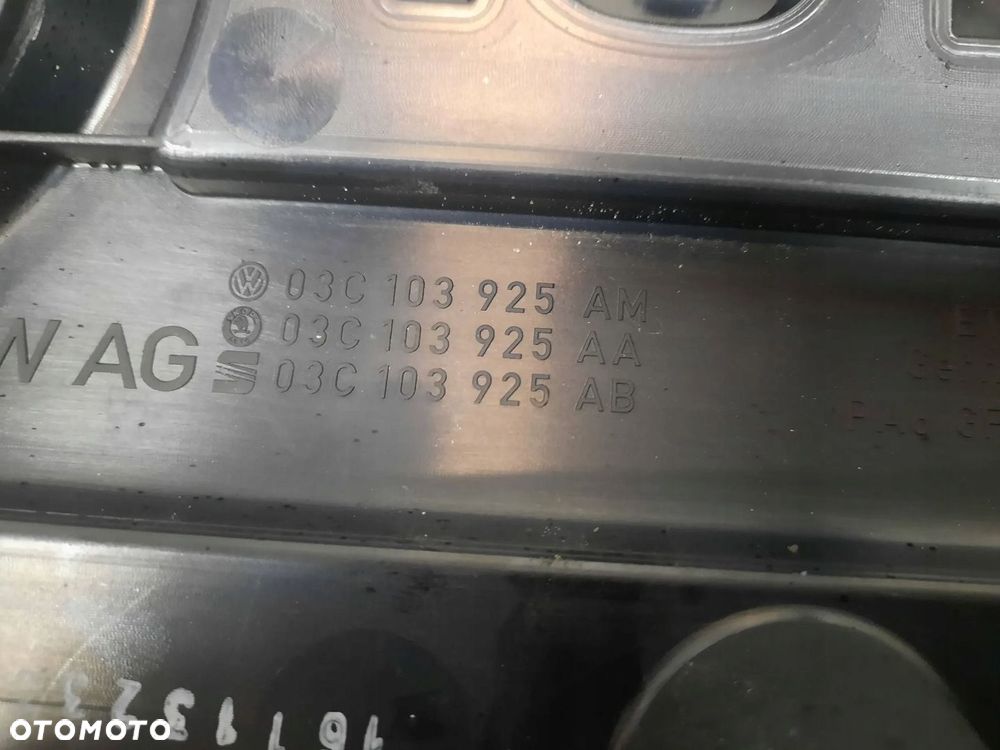 03C 103 925 AM
03C 103 925 AA
W AG
03C 103 925 AB
OTOMOTO